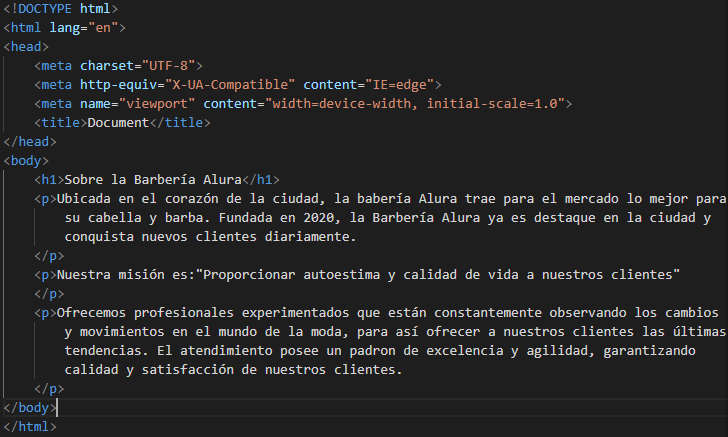 <!DOCTYPE html>
<html lang="en">
<head>
    <meta charset="UTF-8">
    <meta http-equiv="X-UA-Compatible" content="IE=edge">
    <meta name="viewport" content="width=device-width, initial-scale=1.0">
    <title>Document</title>
</head>
<body>
    <h1>Sobre la Barbería Alura</h1>
    <p>Ubicada en el corazón de la ciudad, la babería Alura trae para el mercado lo mejor para
        su cabella y barba. Fundada en 2020, la Barbería Alura ya es destaque en la ciudad y
        conquista nuevos clientes diariamente.
    </p>
    <p>Nuestra misión es:"Proporcionar autoestima y calidad de vida a nuestros clientes"
    </p>
    <p>Ofrecemos profesionales experimentados que están constantemente observando los cambios
        y movimientos en el mundo de la moda, para así ofrecer a nuestros clientes las últimas
        tendencias. El atendimiento posee un padron de excelencia y agilidad, garantizando
        calidad y satisfacción de nuestros clientes.
    </p>
</body>
</html>